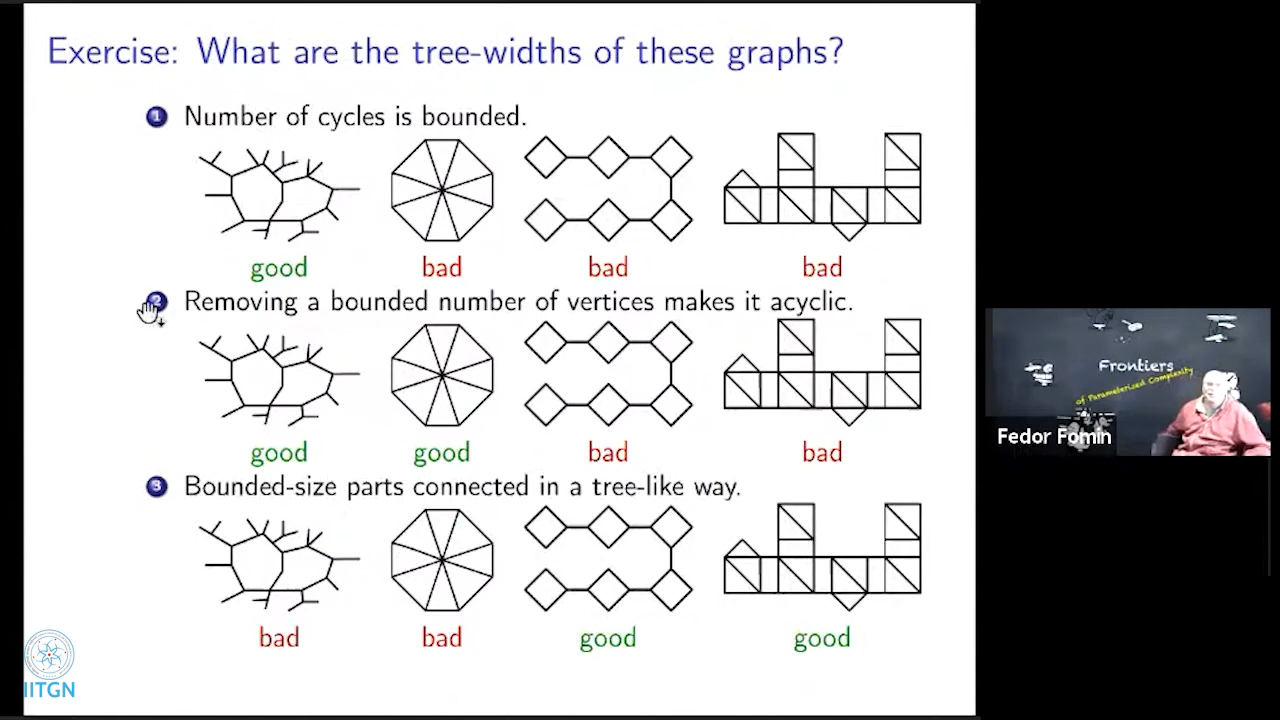 Exercise: What are the tree-widths of these graphs?
1 Number of cycles is bounded.
good bad bad bad
2 Removing a bounded number of vertices makes it acyclic.
good good bad bad
3 Bounded-size parts connected in a tree-like way.
bad bad good good
IITGN
Frontiers
of Parameterized Complexity
Fedor Fomin